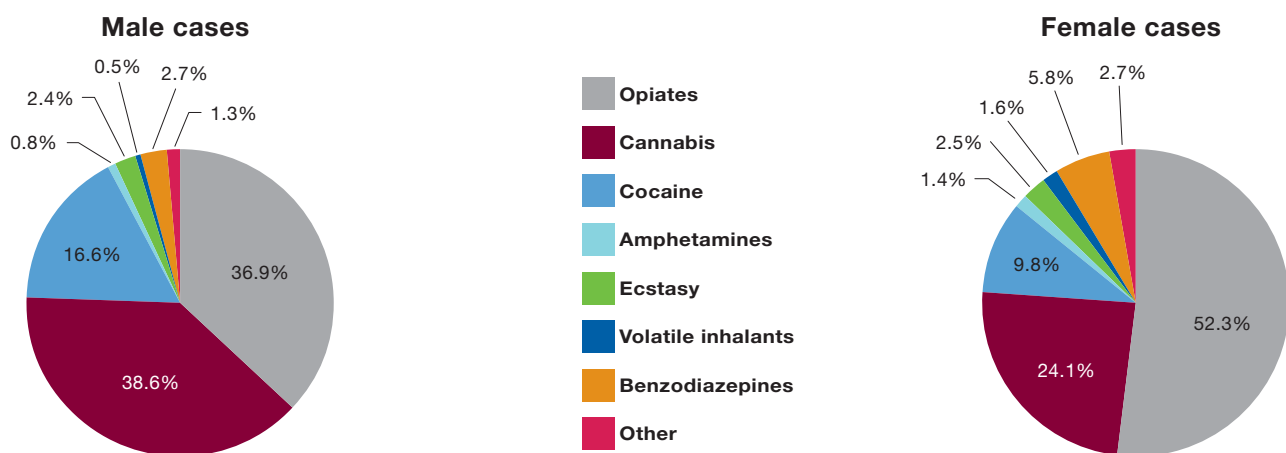 Male cases
0.5%
2.7%
2.4%
1.3%
0.8%
16.6%
36.9%
38.6%
Opiates
Cannabis
Cocaine
Amphetamines
Ecstasy
Volatile inhalants
Benzodiazepines
Other
Female cases
5.8%
2.7%
1.6%
2.5%
1.4%
9.8%
52.3%
24.1%